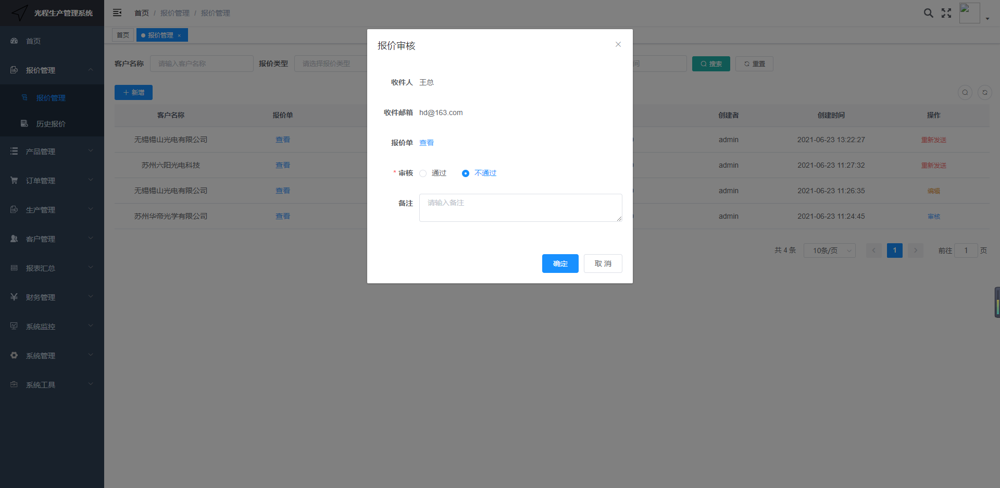 光程生产管理系统
首页 / 报价管理 / 报价管理
首页
报价管理 ×
首页
报价管理
报价管理
历史报价
产品管理
订单管理
生产管理
客户管理
报表汇总
财务管理
系统监控
系统管理
系统工具
客户名称 请输入客户名称 报价类型 请选择报价类型 间 搜索 重置
新增
客户名称 报价单 创建者 创建时间 操作
无锡锡山光电有限公司 查看 admin 2021-06-23 13:22:27 重新发送
苏州六阳光电科技 查看 admin 2021-06-23 11:27:32 重新发送
无锡锡山光电有限公司 查看 admin 2021-06-23 11:26:35 编辑
苏州华帝光学有限公司 查看 admin 2021-06-23 11:24:45 审核
共 4 条 10条/页 1 前往 1 页
报价审核
收件人 王总
收件邮箱 hd@163.com
报价单 查看
* 审核 通过 不通过
备注 请输入备注
确定 取 消